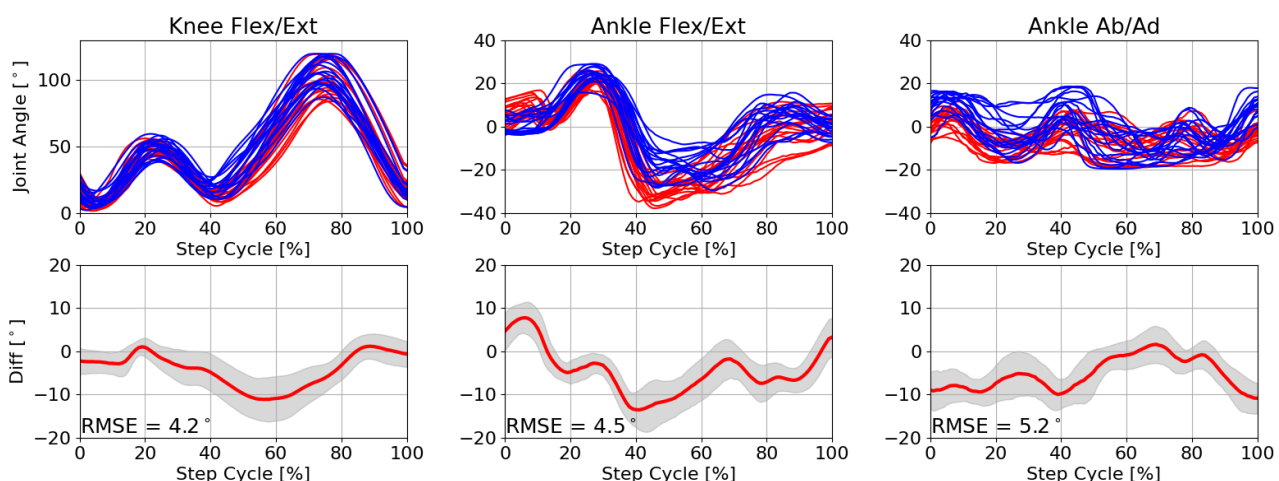 Knee Flex/Ext
Ankle Flex/Ext
Ankle Ab/Ad
Joint Angle [°]
100
50
0
0 20 40 60 80 100
Step Cycle [%]
40
20
0
−20
−40
0 20 40 60 80 100
Step Cycle [%]
40
20
0
−20
−40
0 20 40 60 80 100
Step Cycle [%]
Diff [°]
20
10
0
−10
−20
RMSE = 4.2°
0 20 40 60 80 100
Step Cycle [%]
20
10
0
−10
−20
RMSE = 4.5°
0 20 40 60 80 100
Step Cycle [%]
20
10
0
−10
−20
RMSE = 5.2°
0 20 40 60 80 100
Step Cycle [%]